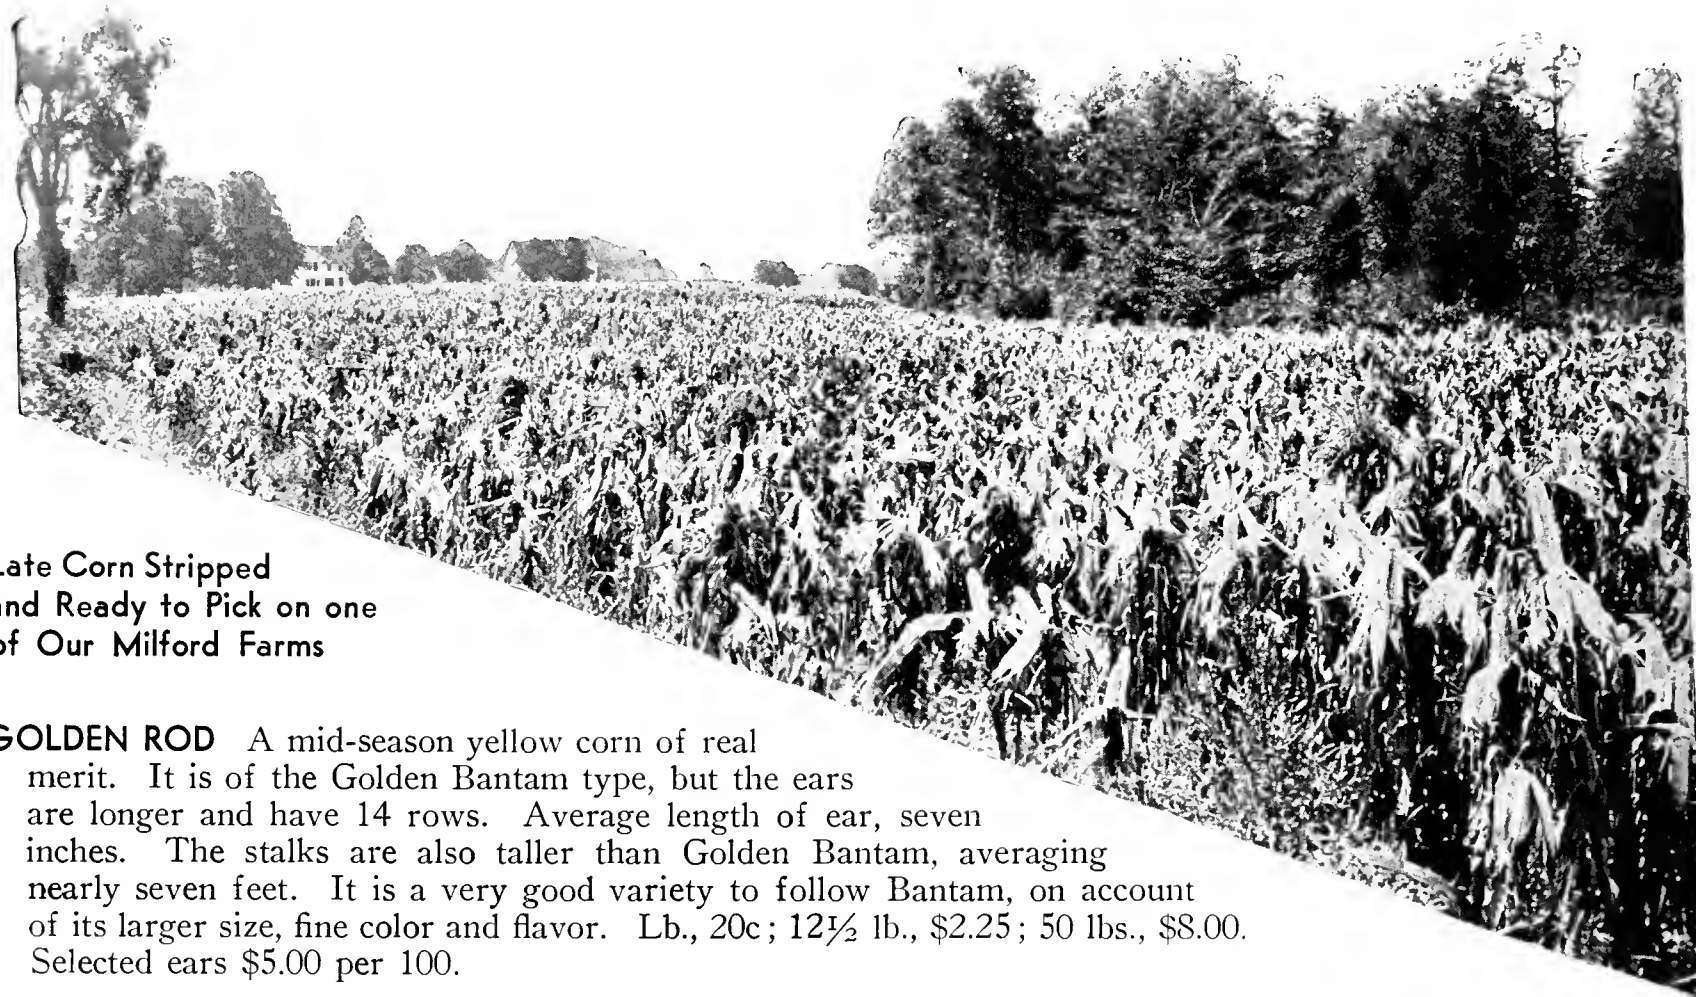 Late Corn Stripped
and Ready to Pick on one
of Our Milford Farms
GOLDEN ROD A mid-season yellow corn of real
merit. It is of the Golden Bantam type, but the ears
are longer and have 14 rows. Average length of ear, seven
inches. The stalks are also taller than Golden Bantam, averaging
nearly seven feet. It is a very good variety to follow Bantam, on account
of its larger size, fine color and flavor. Lb., 20c; 12½ lb., $2.25; 50 lbs., $8.00.
Selected ears $5.00 per 100.